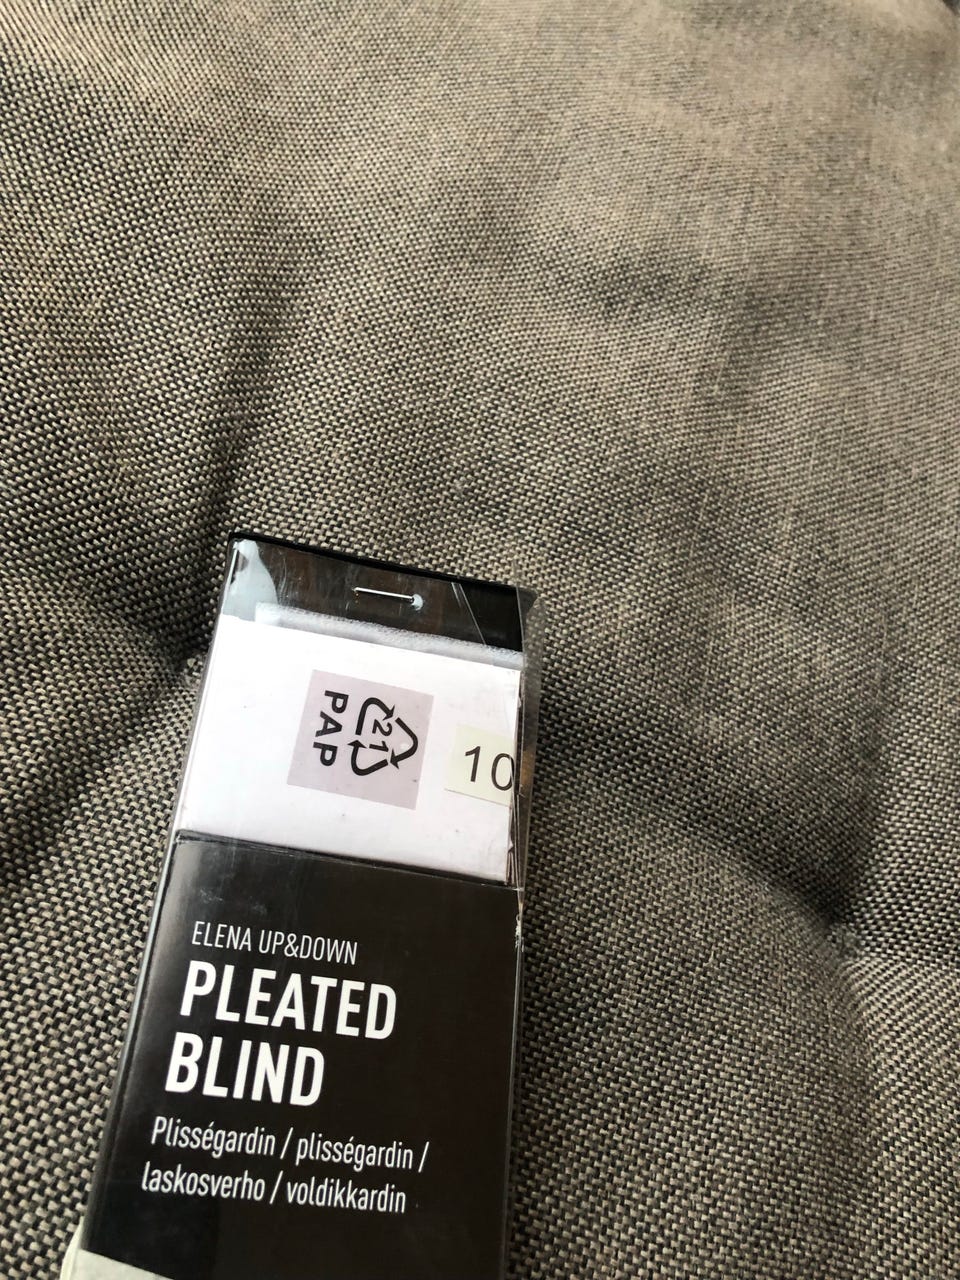 21
PAP
10
ELENA UP&DOWN
PLEATED
BLIND
Plisségardin / plisségardin /
laskosverho / voldikkardin